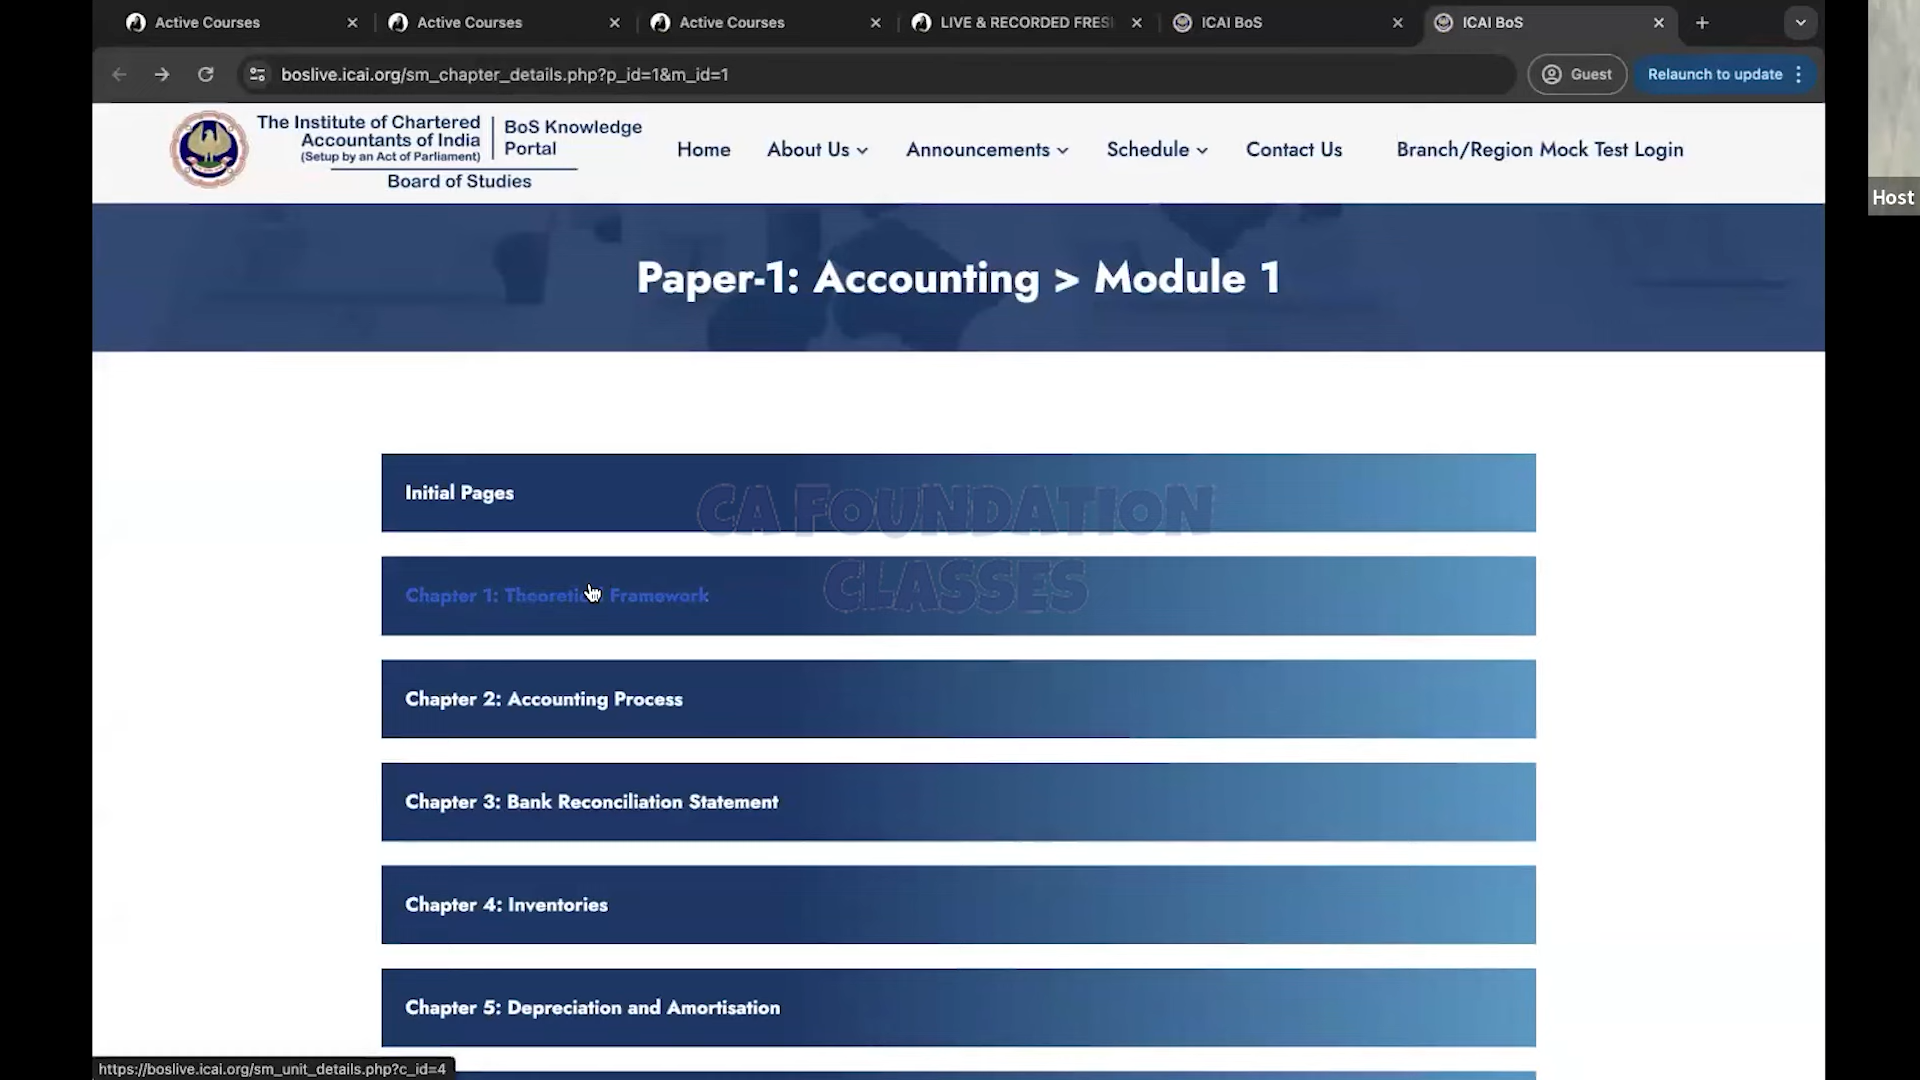 Active Courses
Active Courses
Active Courses
LIVE & RECORDED FRES
ICAI BoS
ICAI BoS
boslive.icai.org/sm_chapter_details.php?p_id=1&m_id=1
Guest
Relaunch to update
The Institute of Chartered
Accountants of India
(Setup by an Act of Parliament)
BoS Knowledge
Portal
Board of Studies
Home
About Us
Announcements
Schedule
Contact Us
Branch/Region Mock Test Login
Host
Paper-1: Accounting > Module 1
Initial Pages
CA FOUNDATION
CLASSES
Chapter 1: Theoretical Framework
Chapter 2: Accounting Process
Chapter 3: Bank Reconciliation Statement
Chapter 4: Inventories
Chapter 5: Depreciation and Amortisation
https://boslive.icai.org/sm_unit_details.php?c_id=4